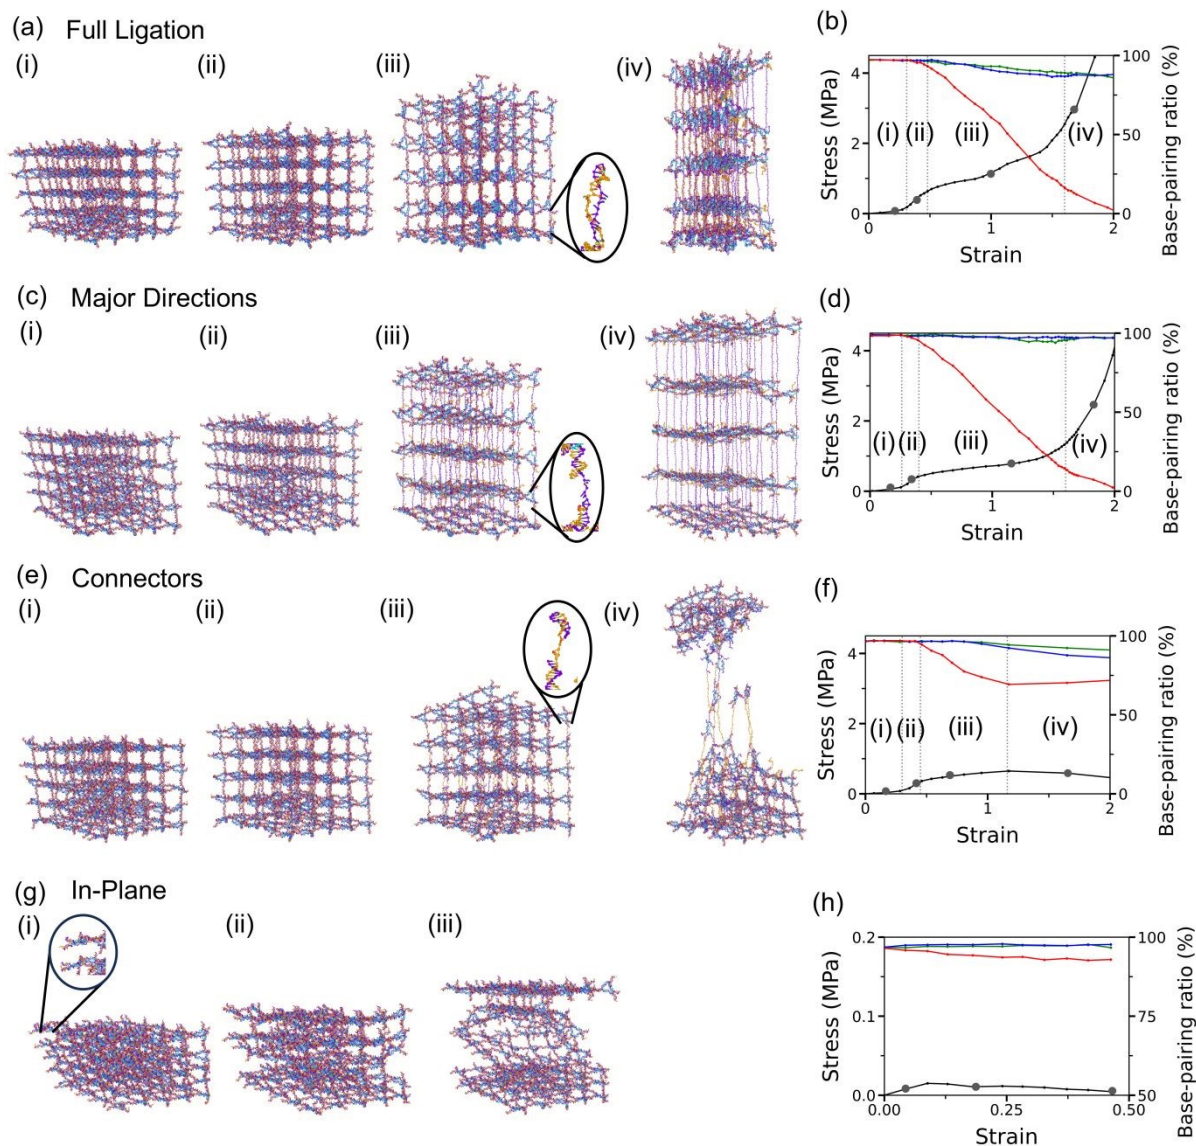 (a) Full Ligation
(i) (ii) (iii) (iv)
(b)
Stress (MPa)
4
2
0
(i) (ii) (iii) (iv)
100
50
0
Base-pairing ratio (%)
0 1 2
Strain
(c) Major Directions
(i) (ii) (iii) (iv)
(d)
Stress (MPa)
4
2
0
(i) (ii) (iii) (iv)
100
50
0
Base-pairing ratio (%)
0 1 2
Strain
(e) Connectors
(i) (ii) (iii) (iv)
(f)
Stress (MPa)
4
2
0
(i) (ii) (iii) (iv)
100
50
0
Base-pairing ratio (%)
0 1 2
Strain
(g) In-Plane
(i) (ii) (iii)
(h)
Stress (MPa)
0.2
0.1
0.0
100
75
50
Base-pairing ratio (%)
0.00 0.25 0.50
Strain